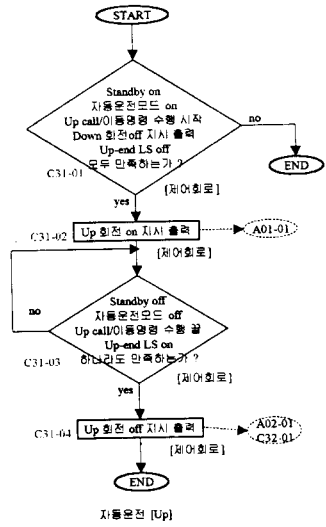 START
Standby on
자동운전모드 on
Up call/이동명령 수행 시작
Down 회전off 지시 출력
Up-end LS off
모두 만족하는가 ?
no
END
C31-01
[제어회로]
yes
C31-02
Up 회전 on 지시 출력
A01-01
[제어회로]
no
Standby off
자동운전모드 off
Up call/이동명령 수행 끝
Up-end LS on
하나라도 만족하는가 ?
C31-03
[제어회로]
yes
C31-04
Up 회전 off 지시 출력
A02-01
C32-01
[제어회로]
END
자동운전 [Up]